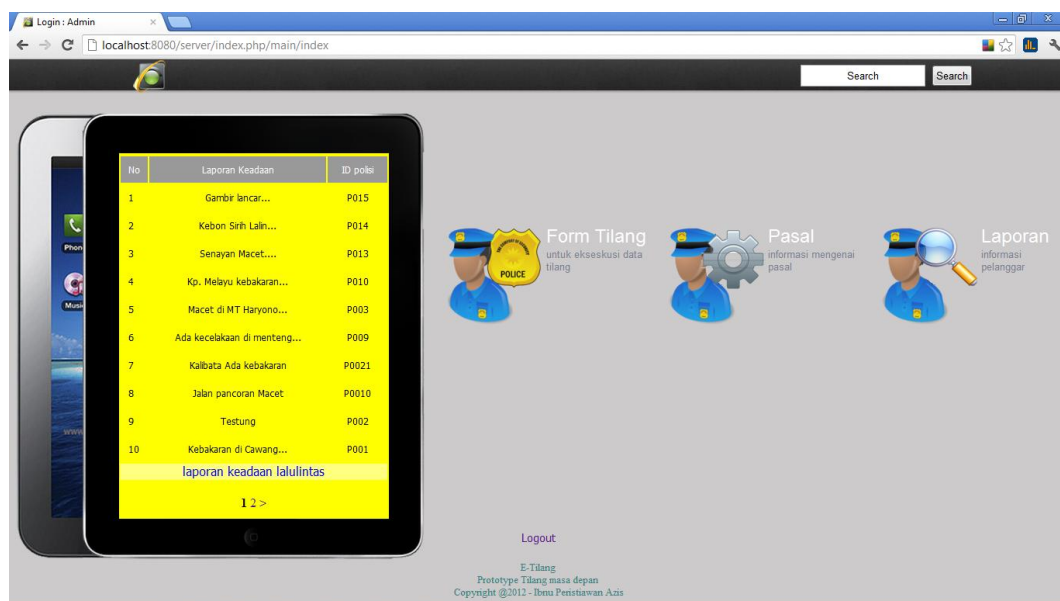 Login : Admin
localhost:8080/server/index.php/main/index
Search
Search
No Laporan Keadaan ID polisi
1 Gambir lancar... P015
2 Kebon Sirih Lalin... P014
3 Senayan Macet.... P013
4 Kp. Melayu kebakaran... P010
5 Macet di MT Haryono... P003
6 Ada kecelakaan di menteng... P009
7 Kalibata Ada kebakaran P0021
8 Jalan pancoran Macet P0010
9 Testung P002
10 Kebakaran di Cawang... P001
laporan keadaan lalulintas
1 2 >
Phon
Musi
www
POLICE
Form Tilang
untuk ekseskusi data
tilang
Pasal
informasi mengenai
pasal
Laporan
informasi
pelanggar
Logout
E-Tilang
Prototype Tilang masa depan
Copyright @2012 - Ibnu Peristiawan Azis